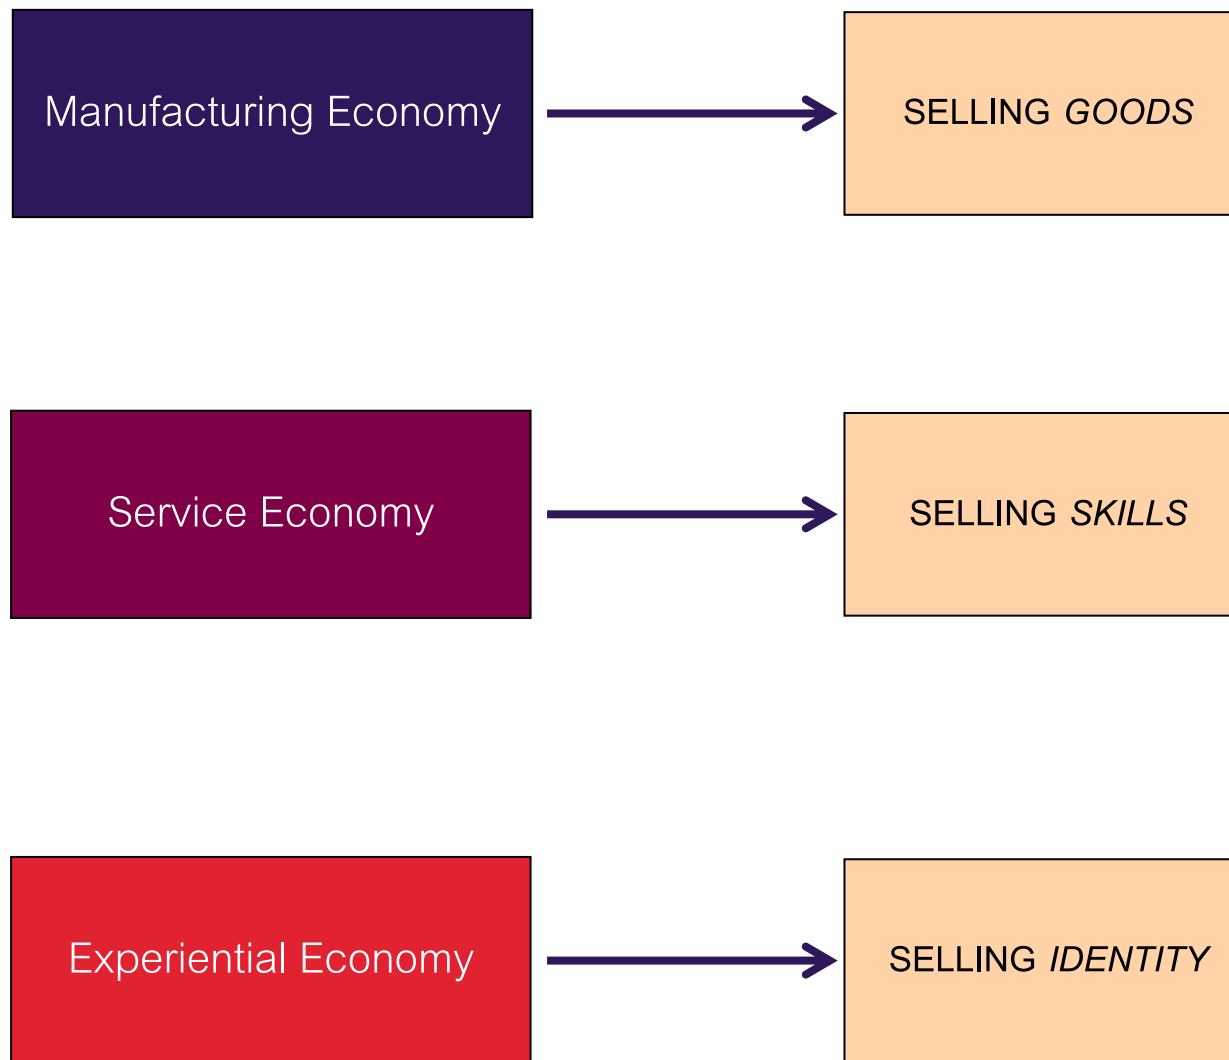 Manufacturing Economy
SELLING GOODS
Service Economy
SELLING SKILLS
Experiential Economy
SELLING IDENTITY